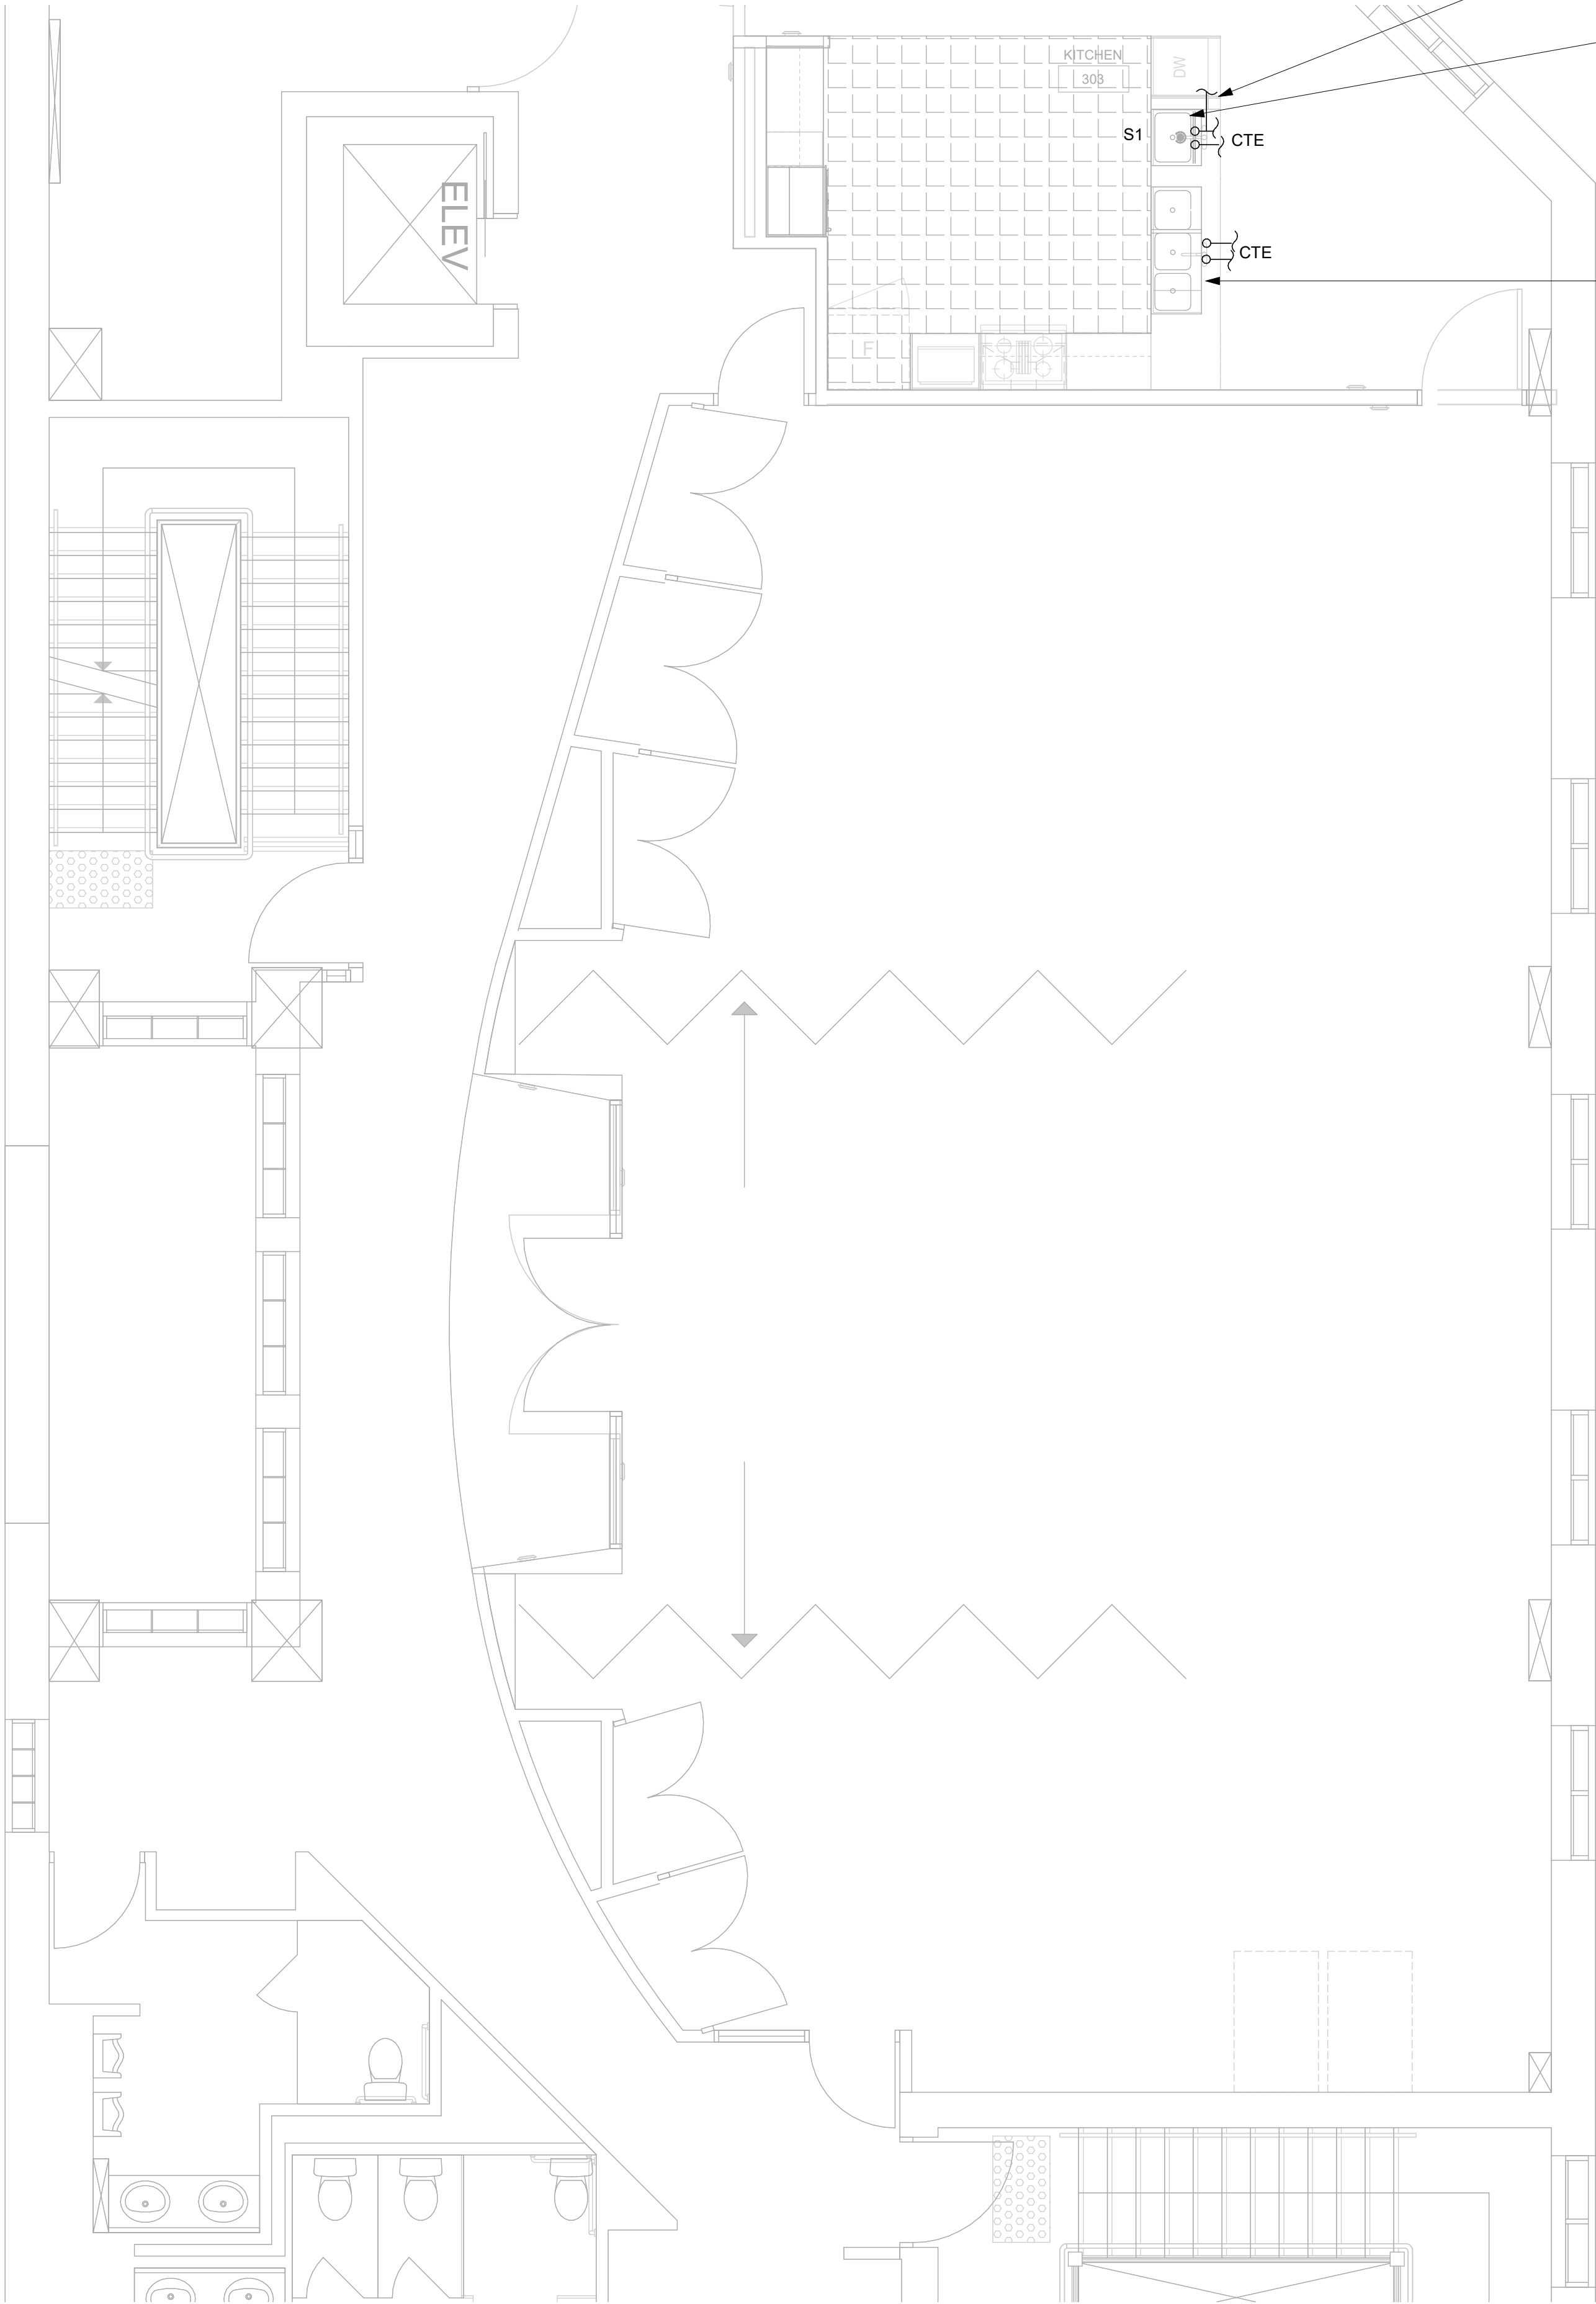 KITCHEN
303
DW
S1
CTE
CTE
ELEV
F